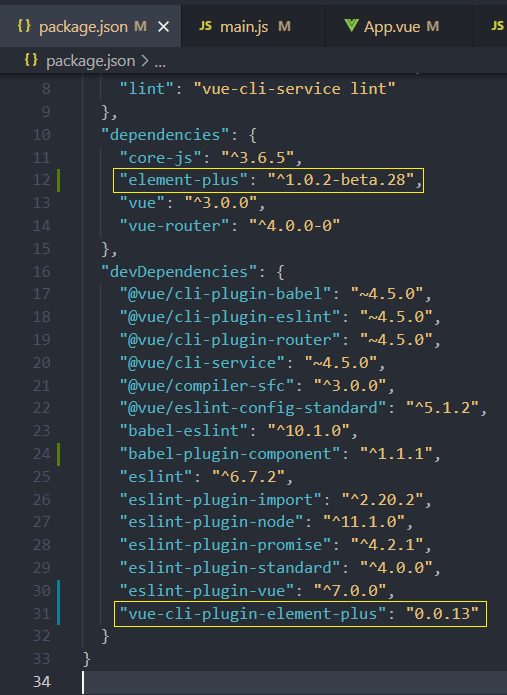 { } package.json M × JS main.js M App.vue M JS
{ } package.json > ...
8 "lint": "vue-cli-service lint"
9 },
10 "dependencies": {
11 "core-js": "^3.6.5",
12 "element-plus": "^1.0.2-beta.28",
13 "vue": "^3.0.0",
14 "vue-router": "^4.0.0-0"
15 },
16 "devDependencies": {
17 "@vue/cli-plugin-babel": "~4.5.0",
18 "@vue/cli-plugin-eslint": "~4.5.0",
19 "@vue/cli-plugin-router": "~4.5.0",
20 "@vue/cli-service": "~4.5.0",
21 "@vue/compiler-sfc": "^3.0.0",
22 "@vue/eslint-config-standard": "^5.1.2",
23 "babel-eslint": "^10.1.0",
24 "babel-plugin-component": "^1.1.1",
25 "eslint": "^6.7.2",
26 "eslint-plugin-import": "^2.20.2",
27 "eslint-plugin-node": "^11.1.0",
28 "eslint-plugin-promise": "^4.2.1",
29 "eslint-plugin-standard": "^4.0.0",
30 "eslint-plugin-vue": "^7.0.0",
31 "vue-cli-plugin-element-plus": "0.0.13"
32 }
33 }
34